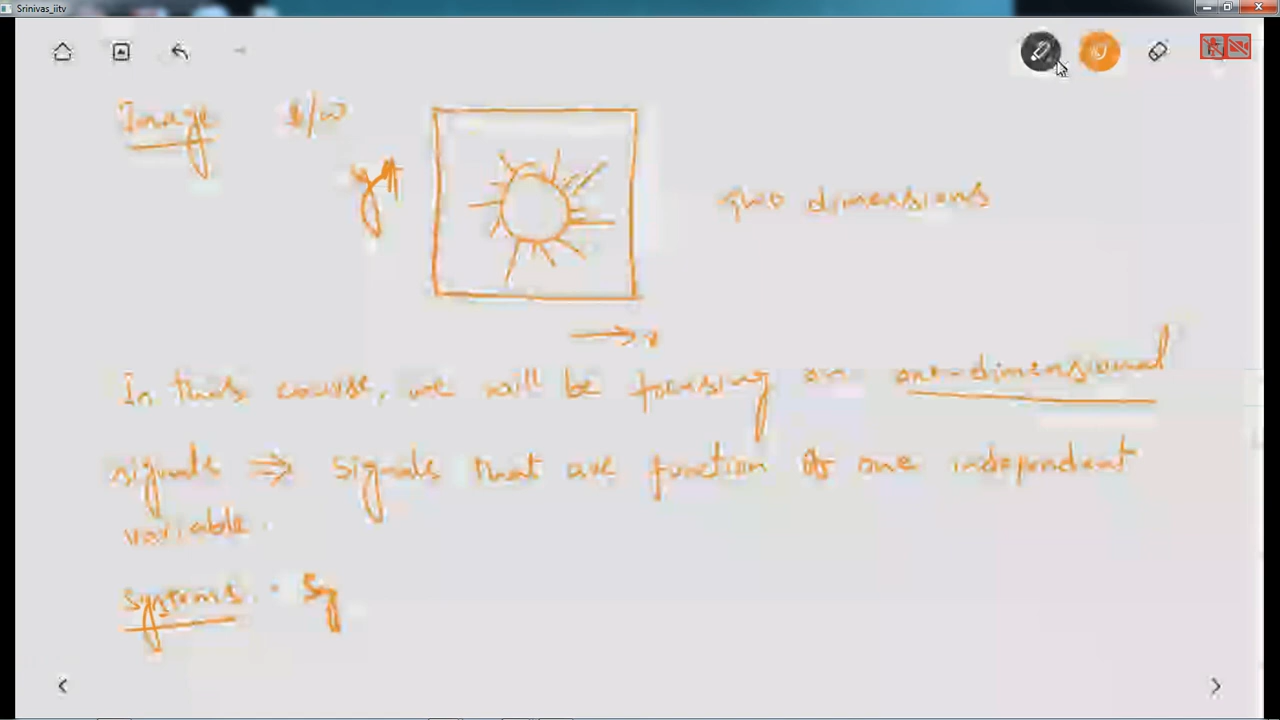 Srinivas_iitv
Image b/w
y
two dimensions
x
In this course, we will be focusing on one-dimensional
signals ⇒ signals that are function of one independent
variable.
systems: Sy